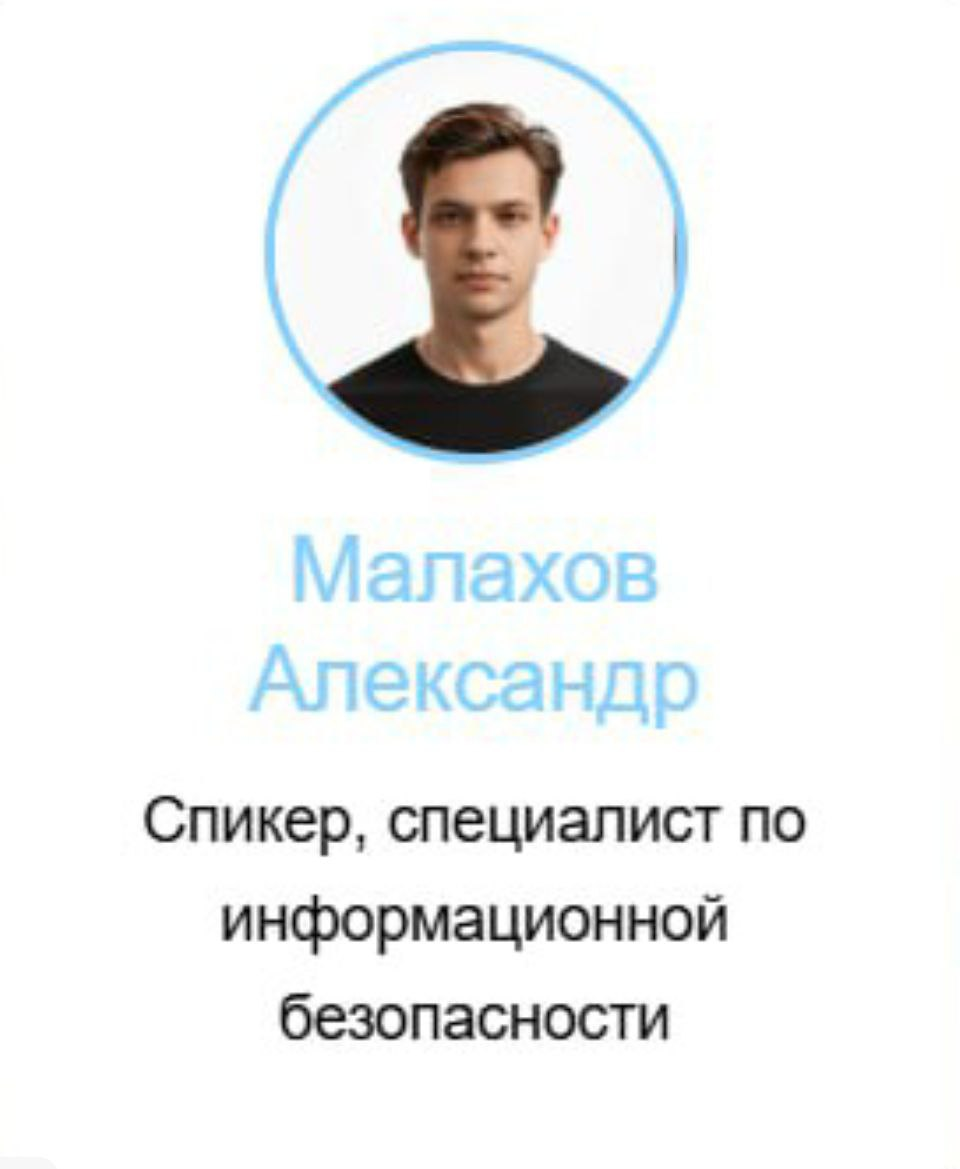 Малахов
Александр
Спикер, специалист по
информационной
безопасности